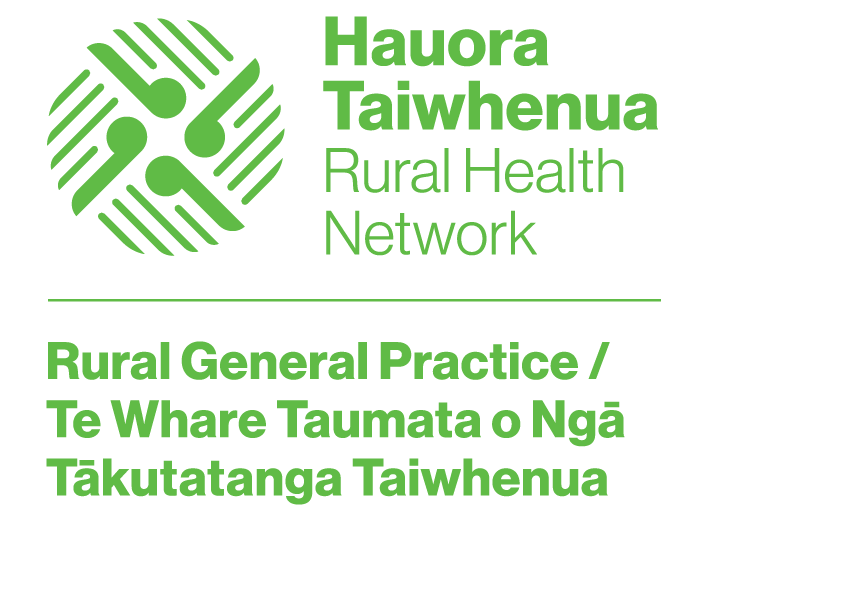 Hauora
Taiwhenua
Rural Health
Network
Rural General Practice /
Te Whare Taumata o Ngā
Tākutatanga Taiwhenua